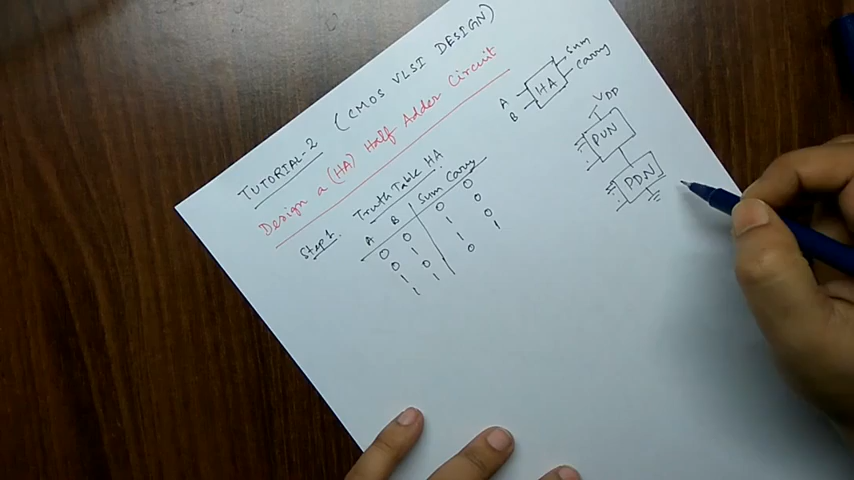 TUTORIAL-2 (CMOS VLSI DESIGN)
Design a (HA) Half Adder Circuit
A
B
HA
Sum
Carry
Step 1. Truth Table HA
A B Sum Carry
0 0 0 0
0 1 1 0
1 0 1 0
1 1 0 1
VDD
PUN
PDN